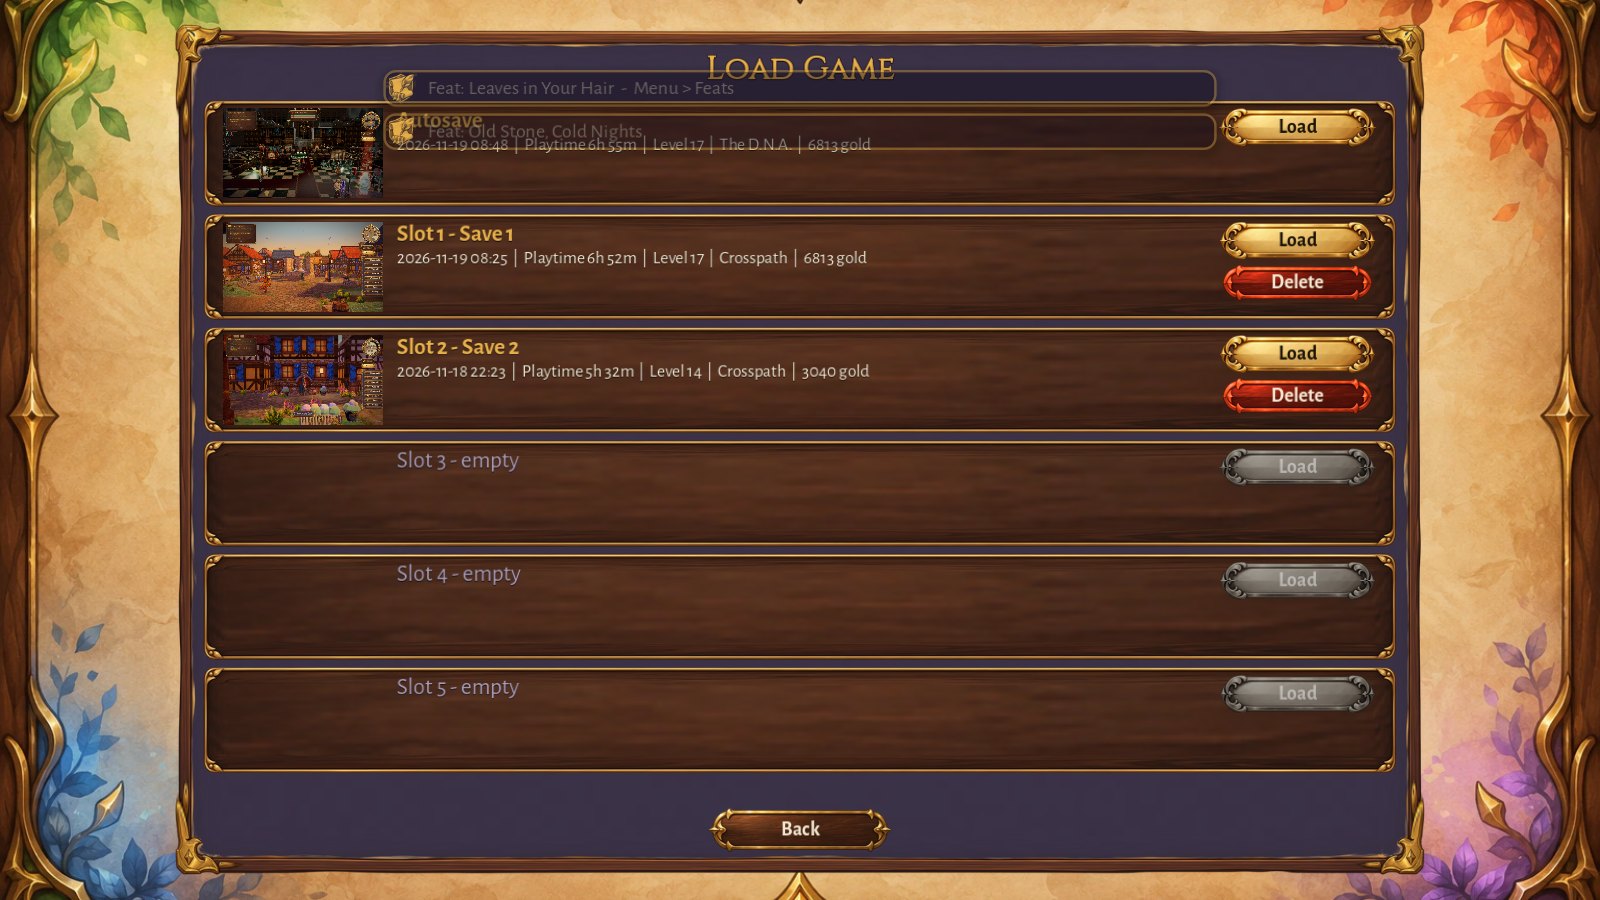 Load Game
Feat: Leaves in Your Hair - Menu > Feats
Autosave
Feat: Old Stone, Cold Nights
2026-11-19 08:48 | Playtime 6h 55m | Level 17 | The D.N.A. | 6813 gold
Load
Slot 1 - Save 1
2026-11-19 08:25 | Playtime 6h 52m | Level 17 | Crosspath | 6813 gold
Load
Delete
Slot 2 - Save 2
2026-11-18 22:23 | Playtime 5h 32m | Level 14 | Crosspath | 3040 gold
Load
Delete
Slot 3 - empty
Load
Slot 4 - empty
Load
Slot 5 - empty
Load
Back